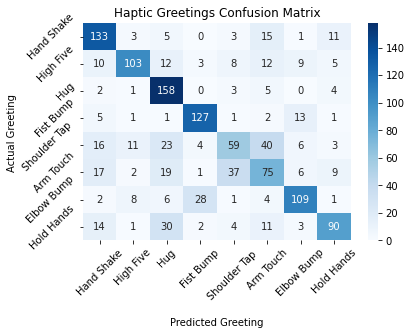 Haptic Greetings Confusion Matrix
Actual Greeting
Hand Shake 133 3 5 0 3 15 1 11
High Five 10 103 12 3 8 12 9 5
Hug 2 1 158 0 3 5 0 4
Fist Bump 5 1 1 127 1 2 13 1
Shoulder Tap 16 11 23 4 59 40 6 3
Arm Touch 17 2 19 1 37 75 6 9
Elbow Bump 2 8 6 28 1 4 109 1
Hold Hands 14 1 30 2 4 11 3 90
Hand Shake High Five Hug Fist Bump Shoulder Tap Arm Touch Elbow Bump Hold Hands
Predicted Greeting
140
120
100
80
60
40
20
0